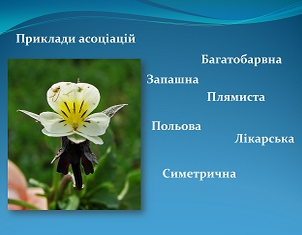 Приклади асоціацій
Багатобарвна
Запашна
Плямиста
Польова
Лікарська
Симетрична